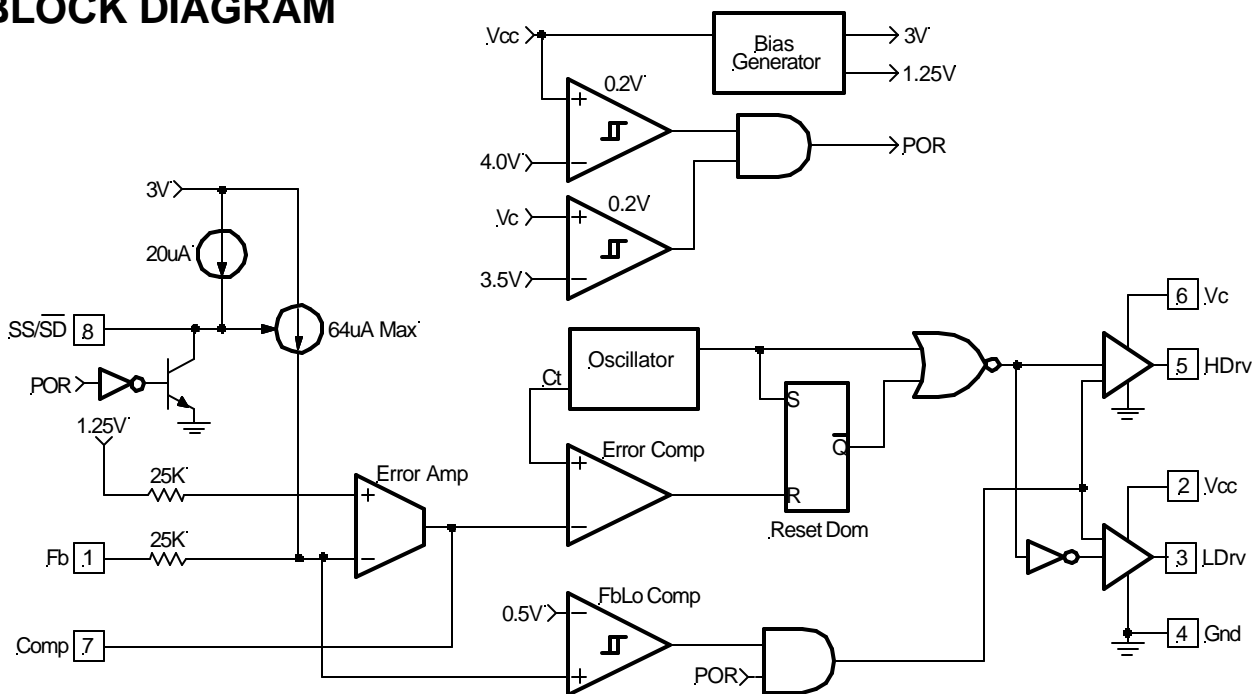 BLOCK DIAGRAM
Vcc
Bias
Generator
3V
1.25V
0.2V
+
4.0V
−
POR
Vc
+
0.2V
3.5V
−
3V
20uA
SS/SD
8
64uA Max
POR
1.25V
25K
Error Amp
+
Fb
1
25K
−
Comp
7
Oscillator
Ct
Error Comp
+
−
S
Q
R
Reset Dom
0.5V
−
FbLo Comp
+
POR
6
Vc
5
HDrv
2
Vcc
3
LDrv
4
Gnd